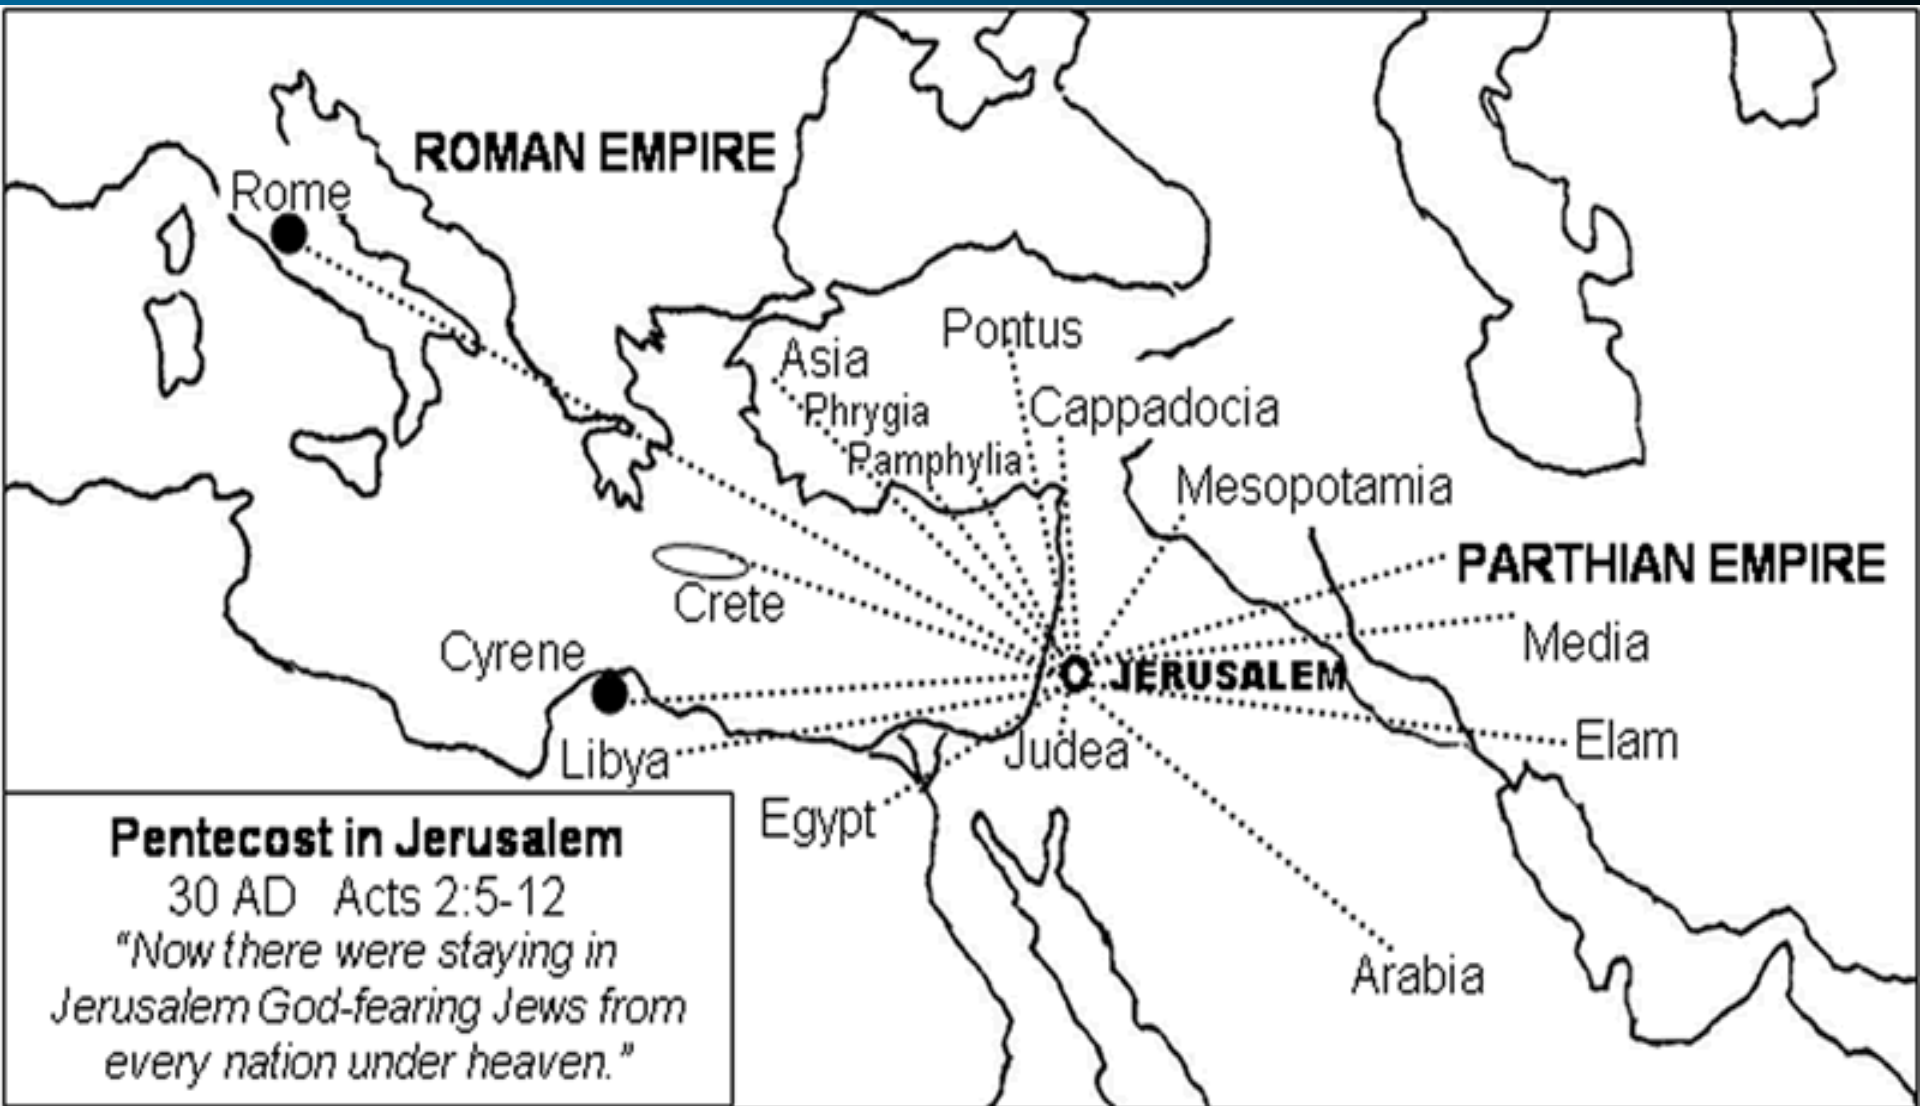 ROMAN EMPIRE
Rome
Pontus
Asia
Phrygia
Cappadocia
Pamphylia
Mesopotamia
PARTHIAN EMPIRE
Crete
Media
Cyrene
JERUSALEM
Elam
Libya
Judea
Egypt
Arabia
Pentecost in Jerusalem
30 AD Acts 2:5-12
“Now there were staying in
Jerusalem God-fearing Jews from
every nation under heaven.”